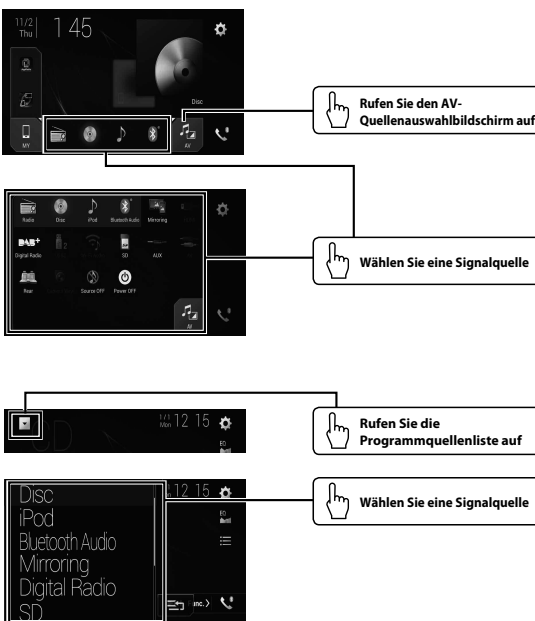 11/2
Thu
1 45
Disc
MY
AV
Rufen Sie den AV-
Quellenauswahlbildschirm auf
Radio
Disc
iPod
Bluetooth Audio
Mirroring
Wählen Sie eine Signalquelle
DAB+
Digital Radio
SD
AUX
Rear
Source OFF
Power OFF
AV
CD
1/1
Mon
12 15
EQ
Rufen Sie die
Programmquellenliste auf
Disc
iPod
Bluetooth Audio
Mirroring
Digital Radio
SD
12 15
EQ
Wählen Sie eine Signalquelle